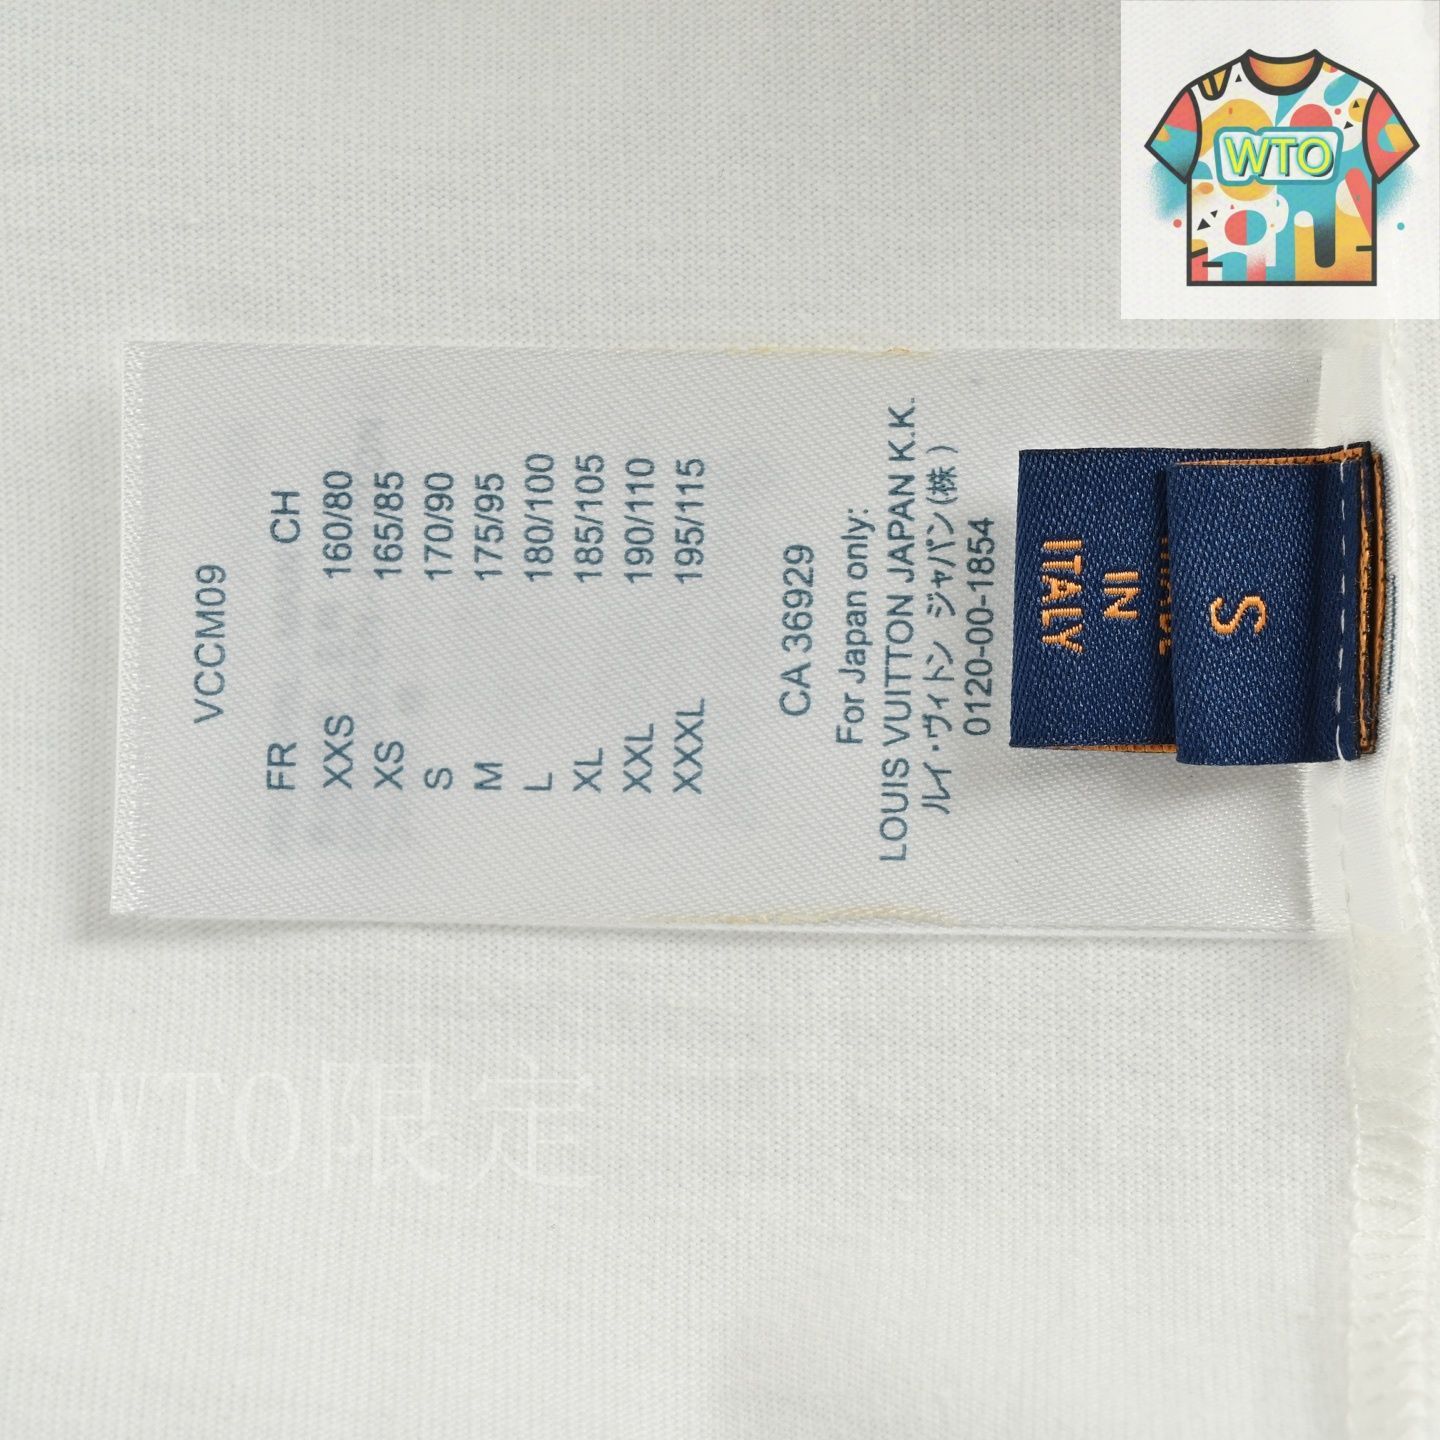 WTO
VCCM09
FR CH
XXS 160/80
XS 165/85
S 170/90
M 175/95
L 180/100
XL 185/105
XXL 190/110
XXXL 195/115
CA 36929
For Japan only:
LOUIS VUITTON JAPAN K.K.
ルイ・ヴィトン ジャパン(株)
0120-00-1854
IN
ITALY
S
WTO限定